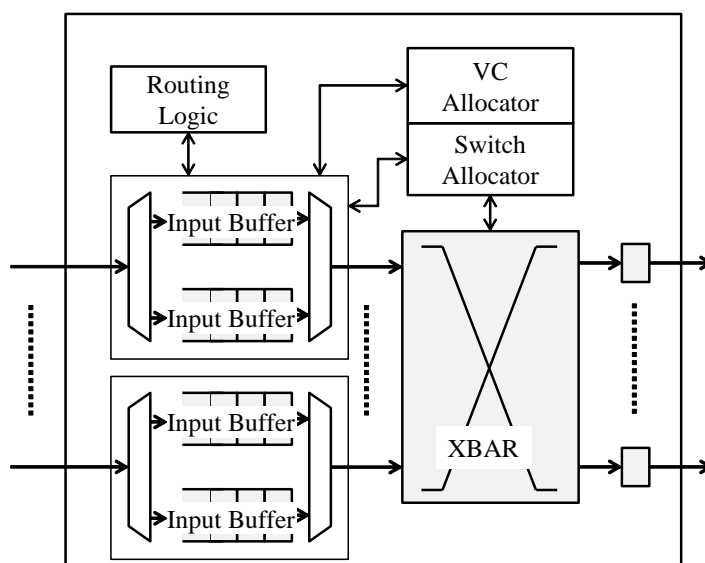 Routing
Logic
VC
Allocator
Switch
Allocator
Input Buffer
Input Buffer
Input Buffer
Input Buffer
XBAR